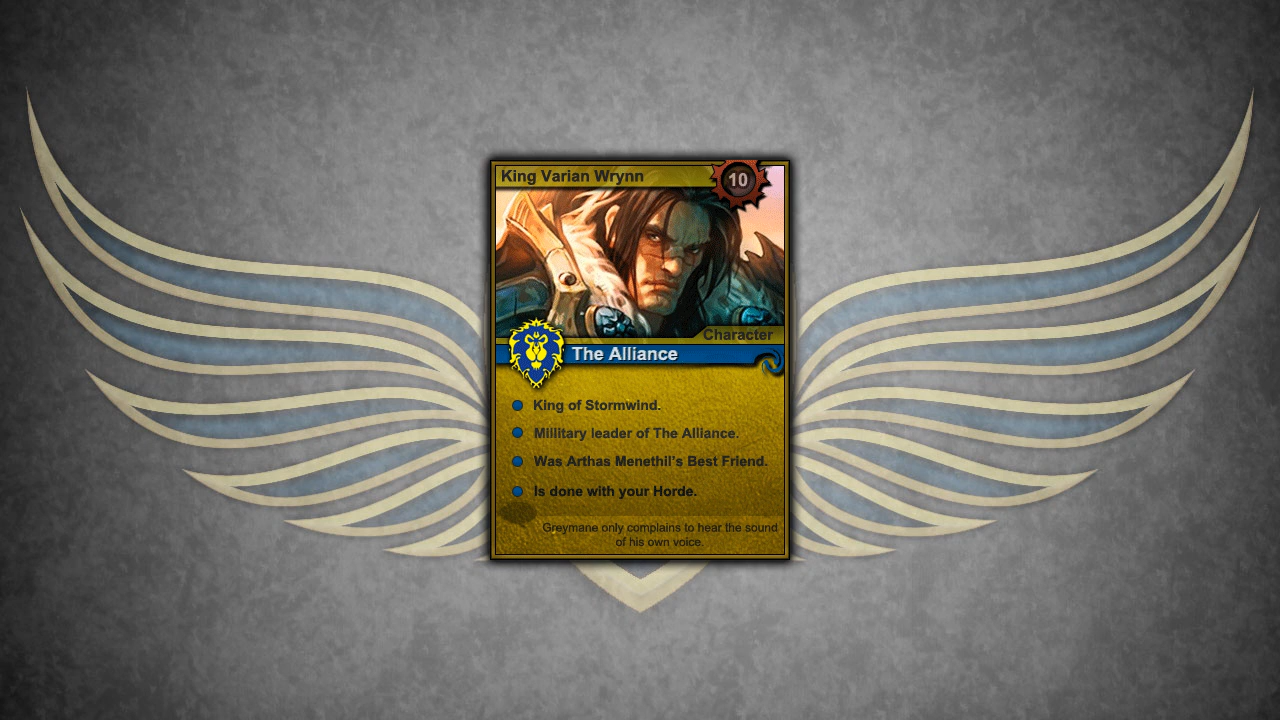 King Varian Wrynn
10
Character
The Alliance
King of Stormwind.
Miilitary leader of The Alliance.
Was Arthas Menethil's Best Friend.
Is done with your Horde.
Greymane only complains to hear the sound
of his own voice.